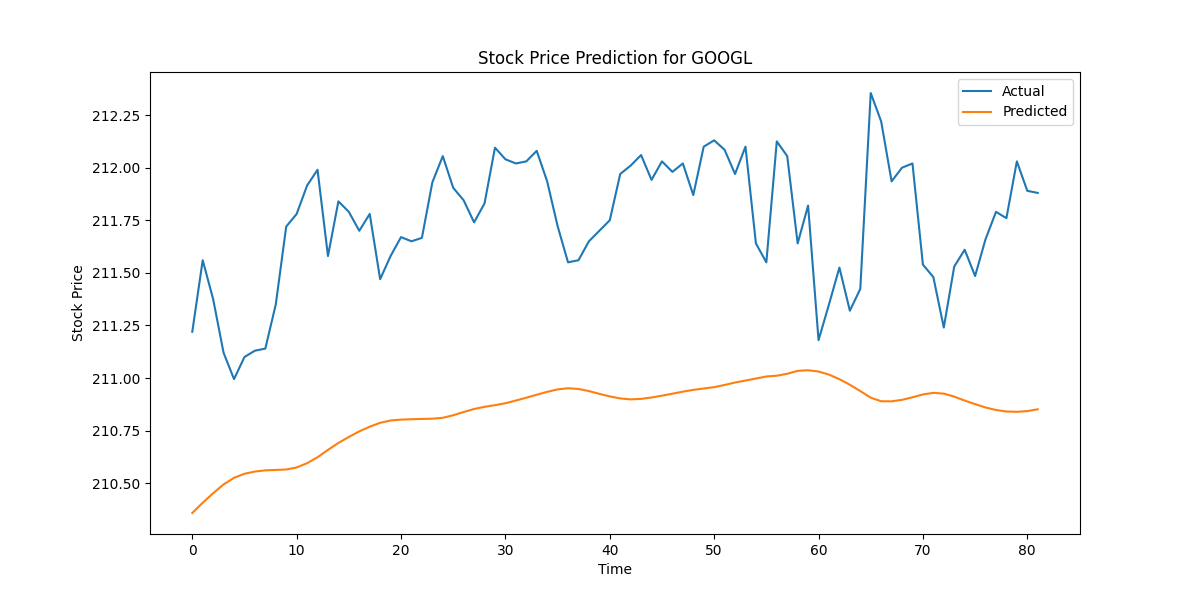 Stock Price Prediction for GOOGL
Actual
Predicted
212.25
212.00
211.75
211.50
211.25
211.00
210.75
210.50
Stock Price
0 10 20 30 40 50 60 70 80
Time